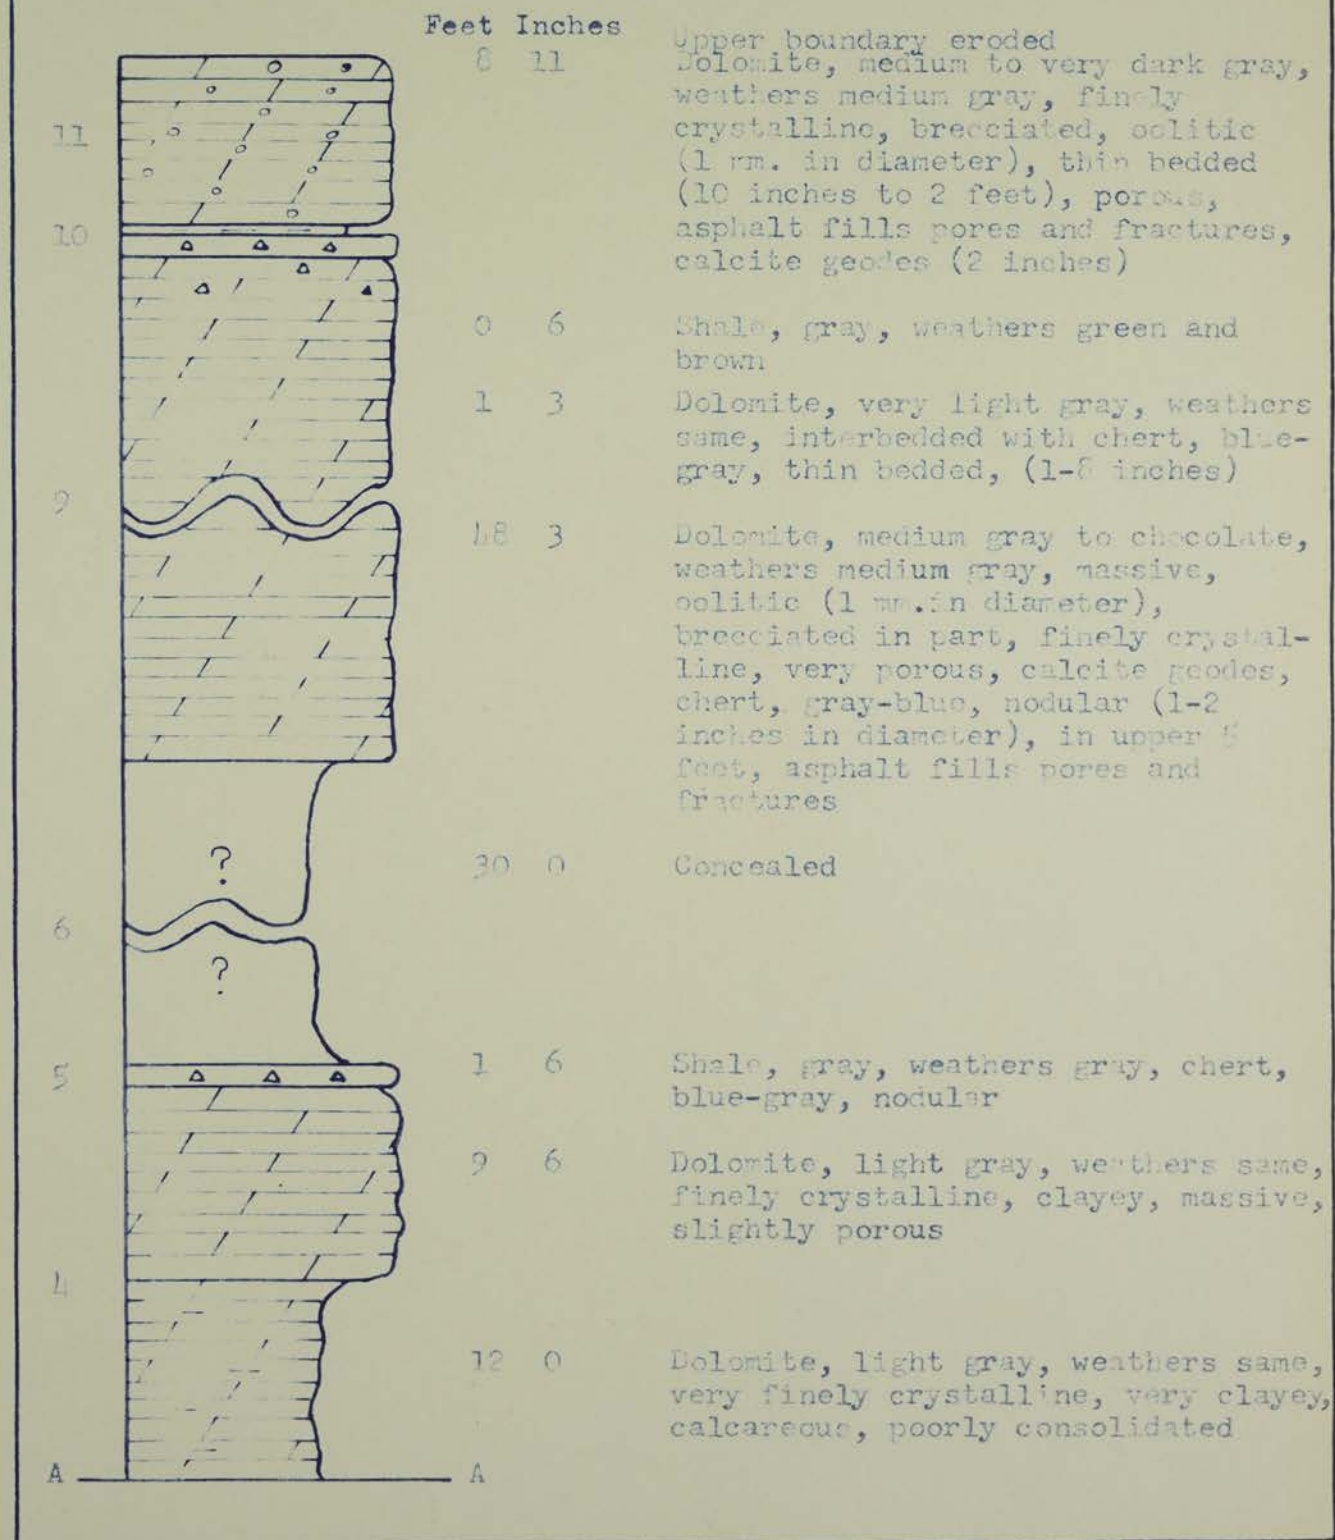 Feet Inches
Upper boundary eroded
8 11 Dolomite, medium to very dark gray,
weathers medium gray, finely
11 crystalline, brecciated, oolitic
(1 mm. in diameter), thin bedded
(10 inches to 2 feet), porous,
10 asphalt fills pores and fractures,
calcite geodes (2 inches)
0 6 Shale, gray, weathers green and
brown
1 3 Dolomite, very light gray, weathers
same, interbedded with chert, blue-
gray, thin bedded, (1-8 inches)
9
48 3 Dolomite, medium gray to chocolate,
weathers medium gray, massive,
oolitic (1 mm.in diameter),
brecciated in part, finely crystal-
line, very porous, calcite geodes,
chert, gray-blue, nodular (1-2
inches in diameter), in upper 5
feet, asphalt fills pores and
fractures
?
30 0 Concealed
6
?
5 1 6 Shale, gray, weathers gray, chert,
blue-gray, nodular
9 6 Dolomite, light gray, weathers same,
finely crystalline, clayey, massive,
slightly porous
4
12 0 Dolomite, light gray, weathers same,
very finely crystalline, very clayey,
calcareous, poorly consolidated
A A